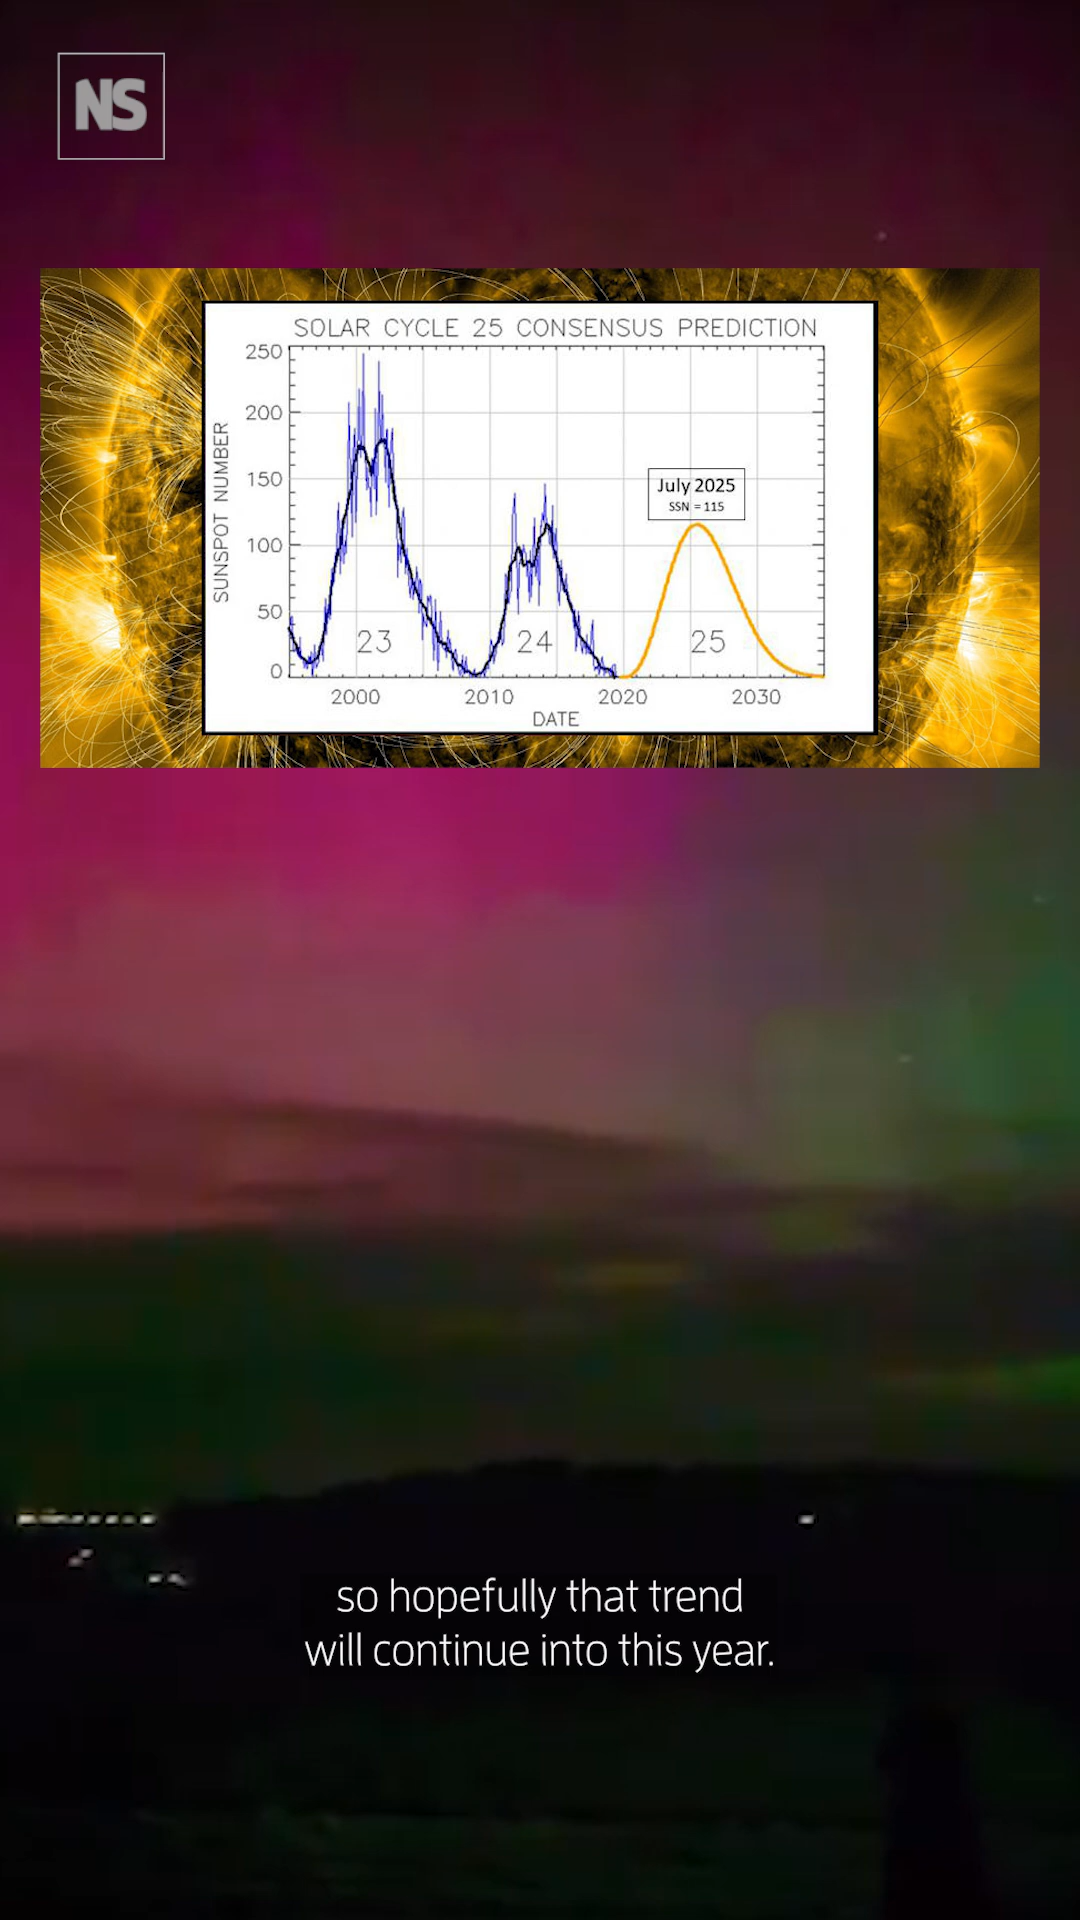 NS
SOLAR CYCLE 25 CONSENSUS PREDICTION
250
200
150
100
50
0
SUNSPOT NUMBER
July 2025
SSN = 115
23
24
25
2000
2010
2020
2030
DATE
so hopefully that trend
will continue into this year.